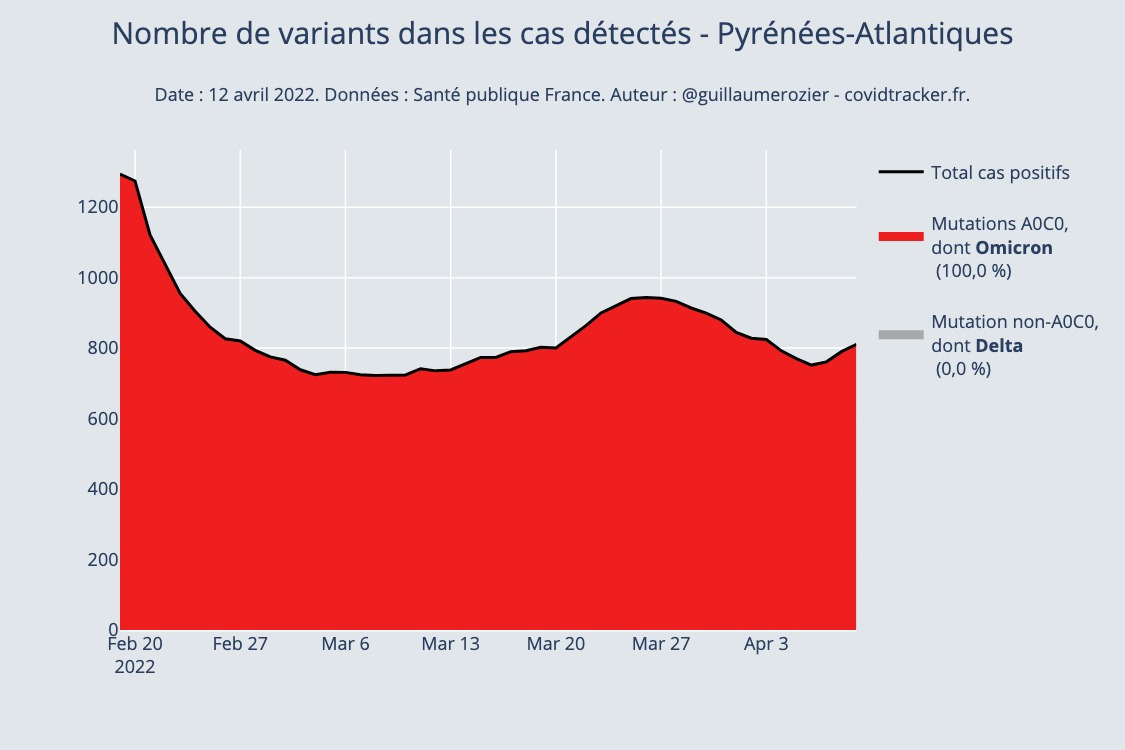 Nombre de variants dans les cas détectés - Pyrénées-Atlantiques
Date : 12 avril 2022. Données : Santé publique France. Auteur : @guillaumerozier - covidtracker.fr.
Total cas positifs
Mutations A0C0,
dont Omicron
(100,0 %)
Mutation non-A0C0,
dont Delta
(0,0 %)
1200
1000
800
600
400
200
0
Feb 20
2022
Feb 27
Mar 6
Mar 13
Mar 20
Mar 27
Apr 3